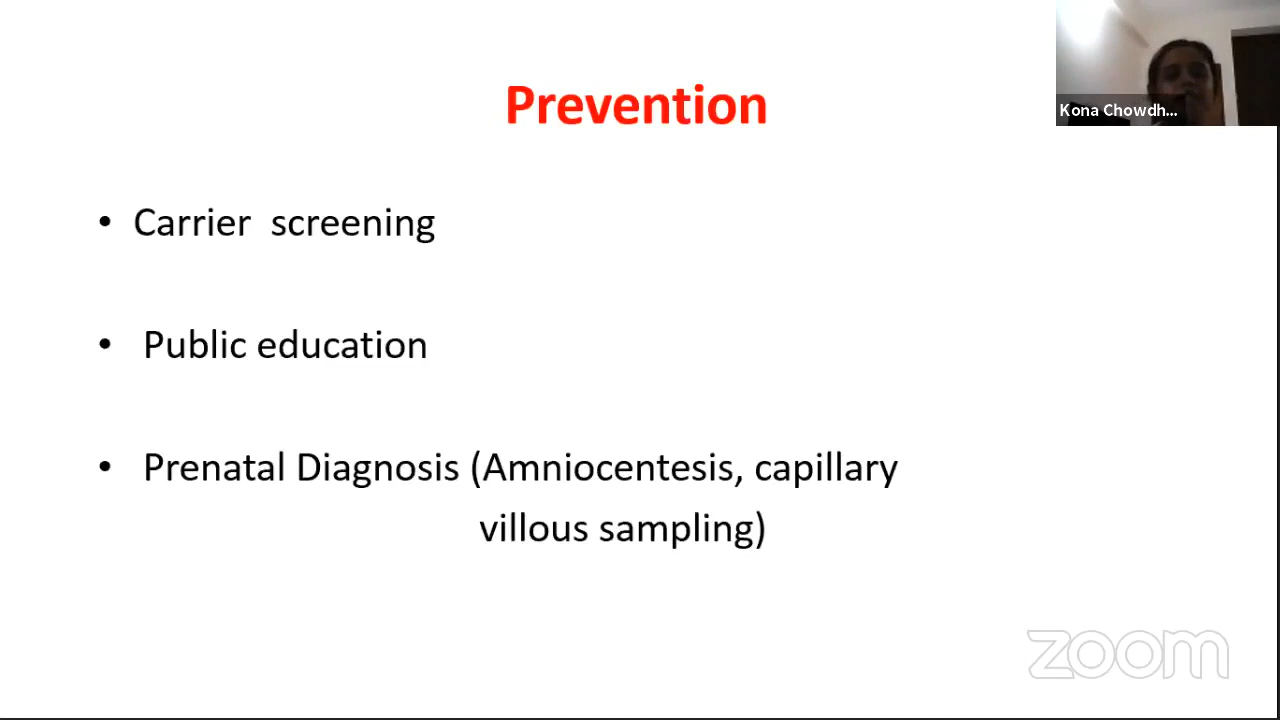 Prevention
Kona Chowdh...
• Carrier screening
• Public education
• Prenatal Diagnosis (Amniocentesis, capillary
villous sampling)
zoom